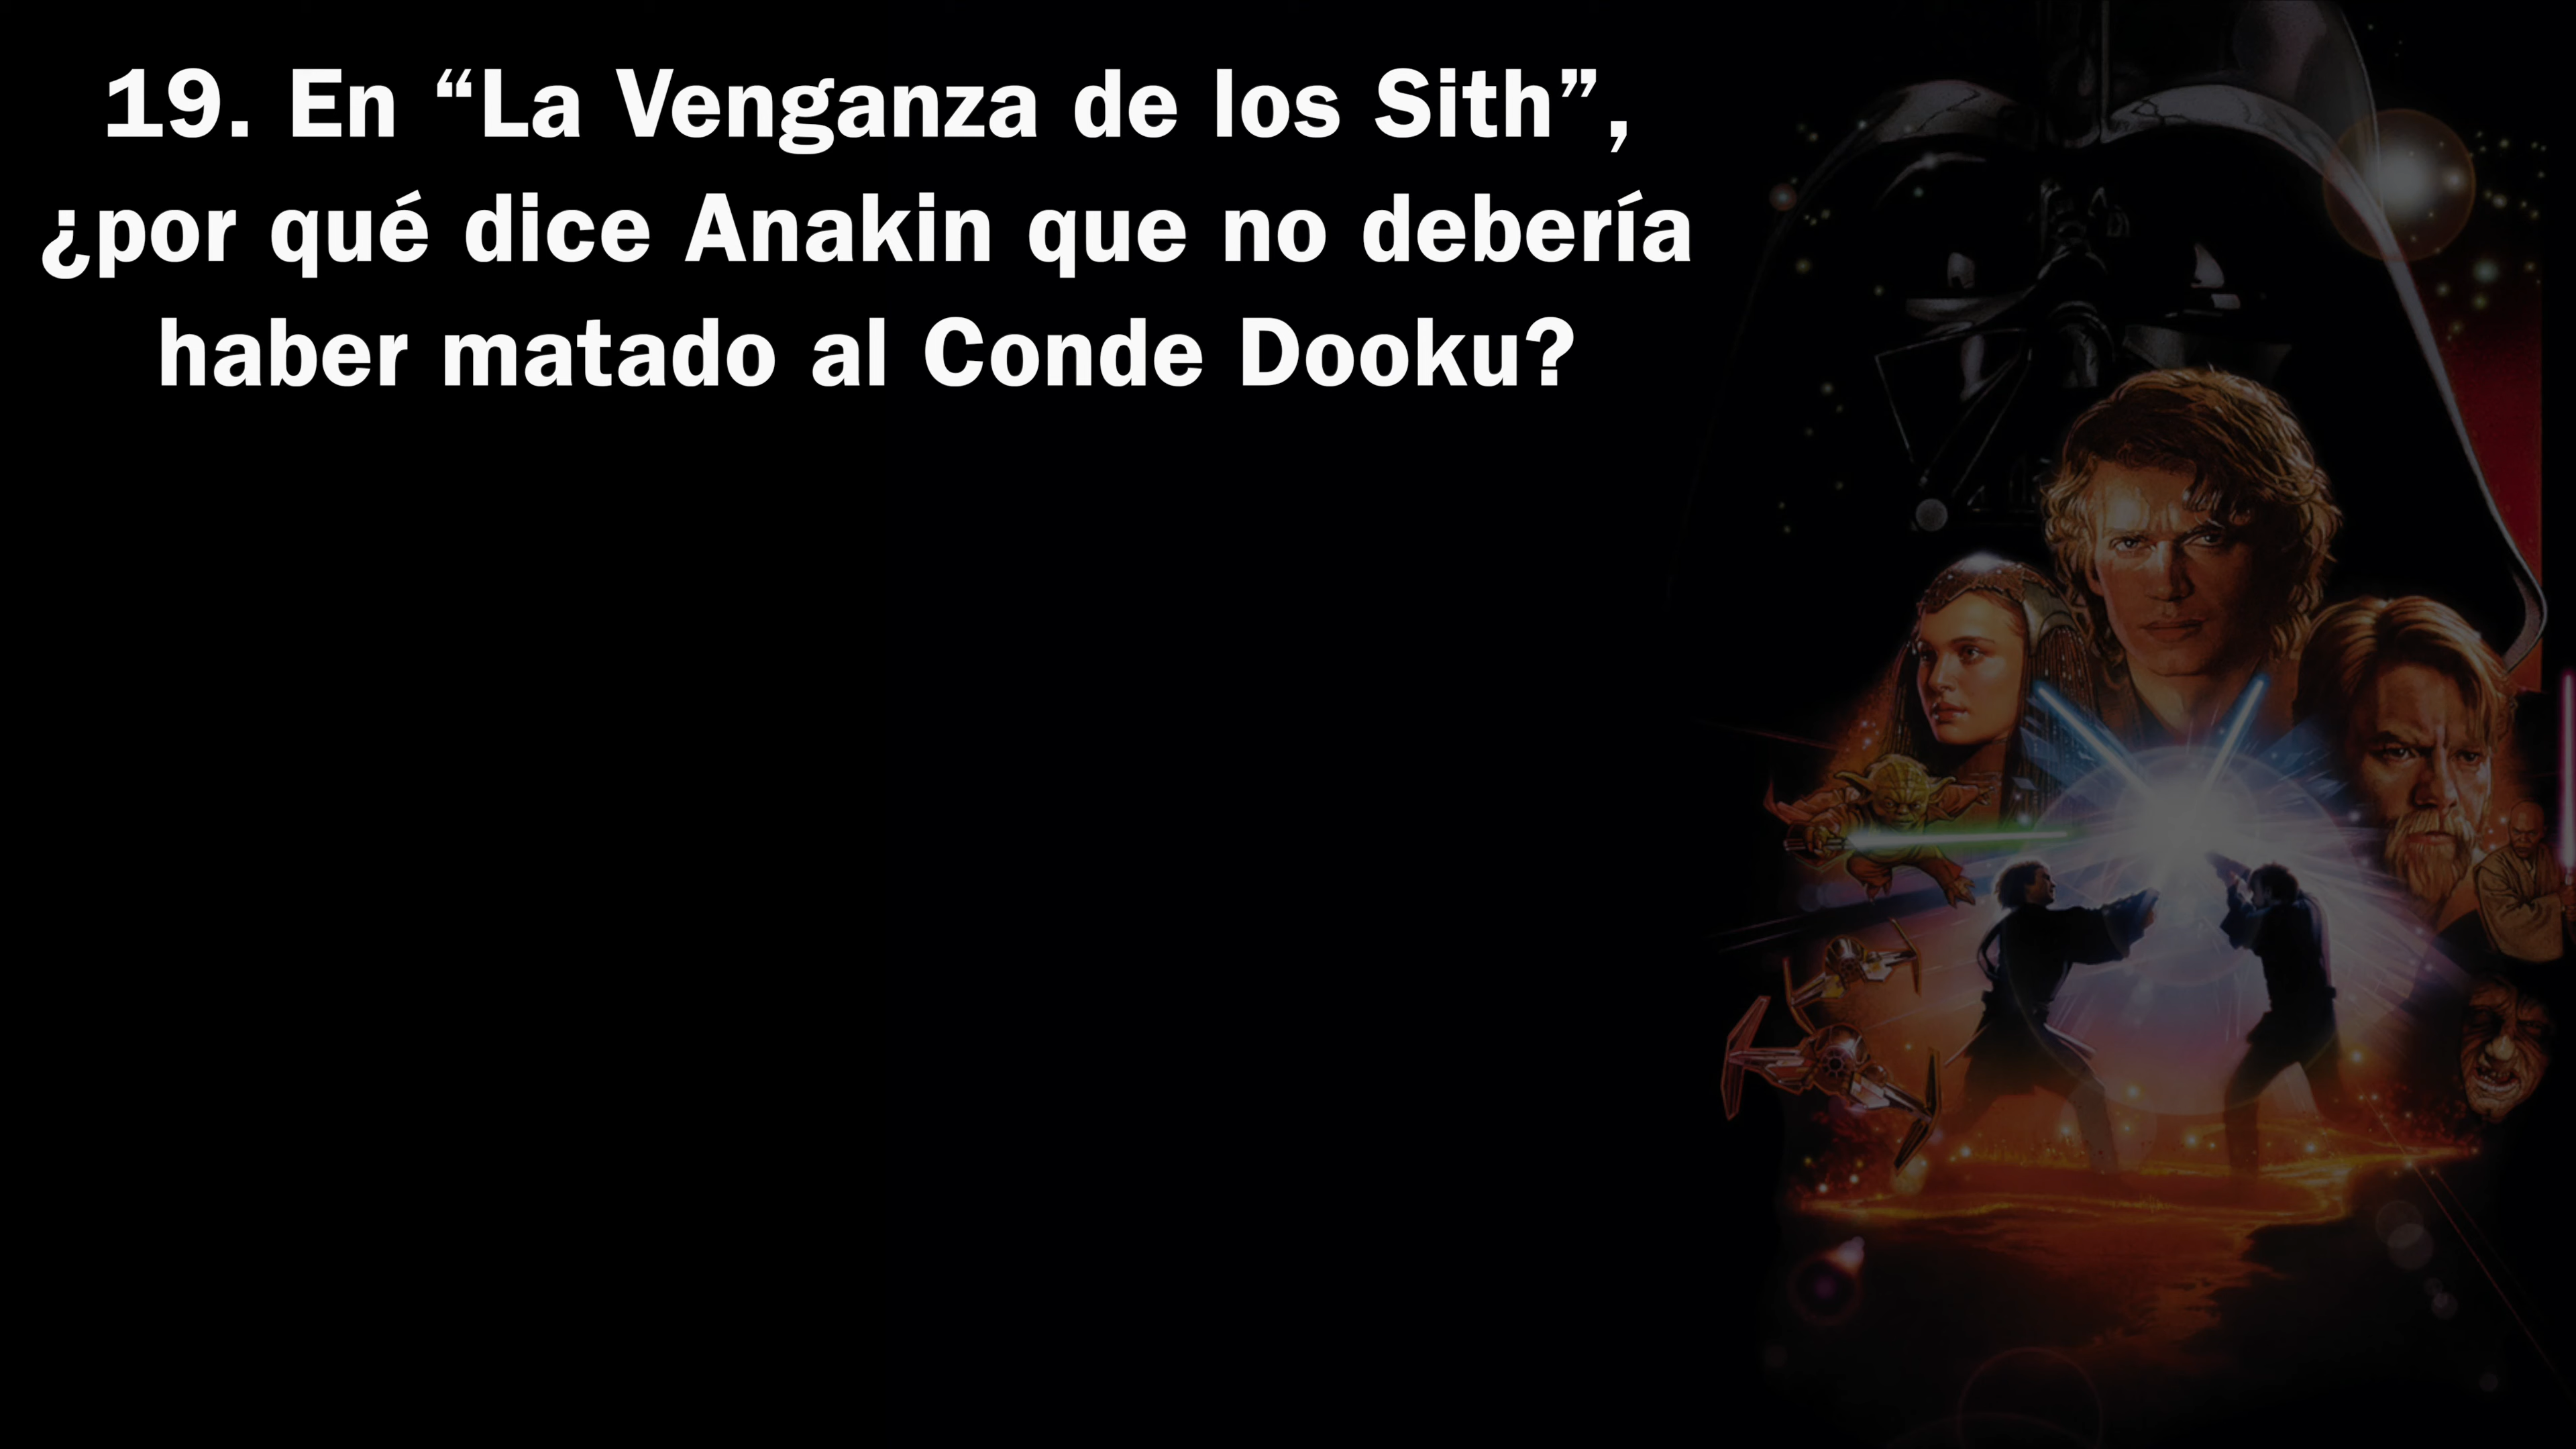 19. En “La Venganza de los Sith”,
¿por qué dice Anakin que no debería
haber matado al Conde Dooku?